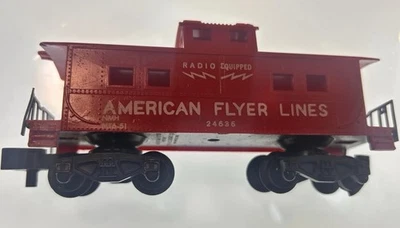 RADIO EQUIPPED
AMERICAN FLYER LINES
24636